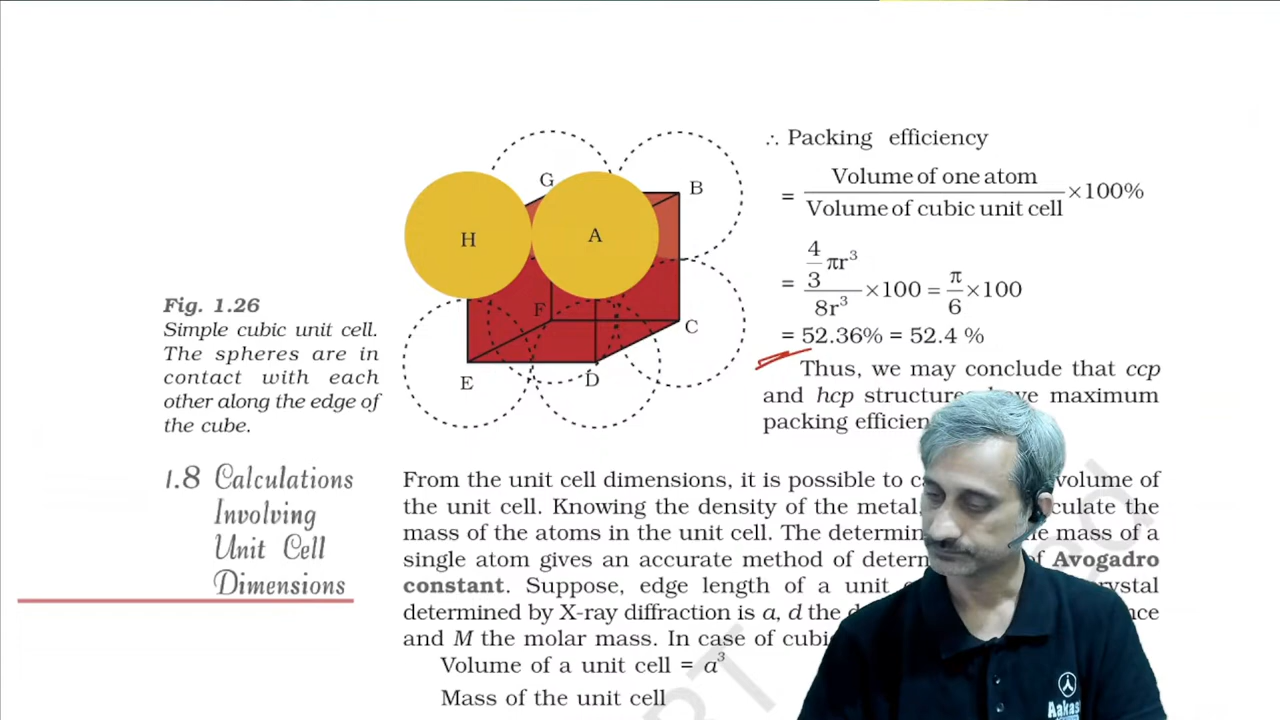 ∴ Packing efficiency
= Volume of one atom / Volume of cubic unit cell ×100%
= 4/3 πr³ / 8r³ ×100 = π/6 ×100
= 52.36% = 52.4 %
Thus, we may conclude that ccp
and hcp structures have maximum
packing
G
B
H
A
F
C
E
D
Fig. 1.26
Simple cubic unit cell.
The spheres are in
contact with each
other along the edge of
the cube.
1.8 Calculations
Involving
Unit Cell
Dimensions
From the unit cell dimensions, it is possible to volume of
the unit cell. Knowing the density of the metal, the
mass of the atoms in the unit cell. The mass of a
single atom gives an accurate method of of Avogadro
constant. Suppose, edge length of a unit
determined by X-ray diffraction is a, d the
and M the molar mass. In case of
Volume of a unit cell = a³
Mass of the unit cell